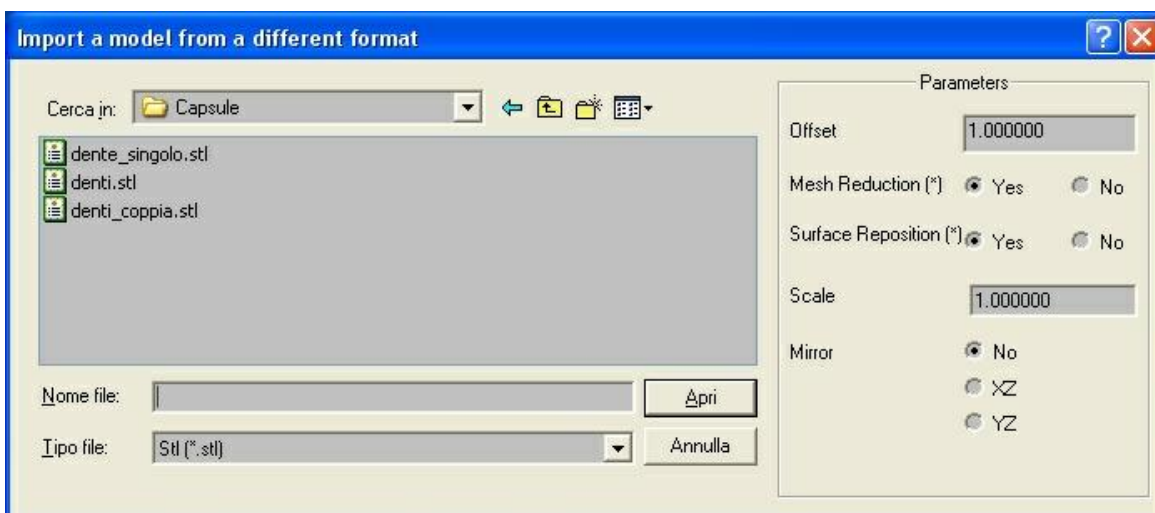 Import a model from a different format
Cerca in: Capsule
dente_singolo.stl
denti.stl
denti_coppia.stl
Nome file:
Apri
Tipo file: Stl (*.stl)
Annulla
Parameters
Offset 1.000000
Mesh Reduction (*) Yes No
Surface Reposition (*) Yes No
Scale 1.000000
Mirror No
XZ
YZ